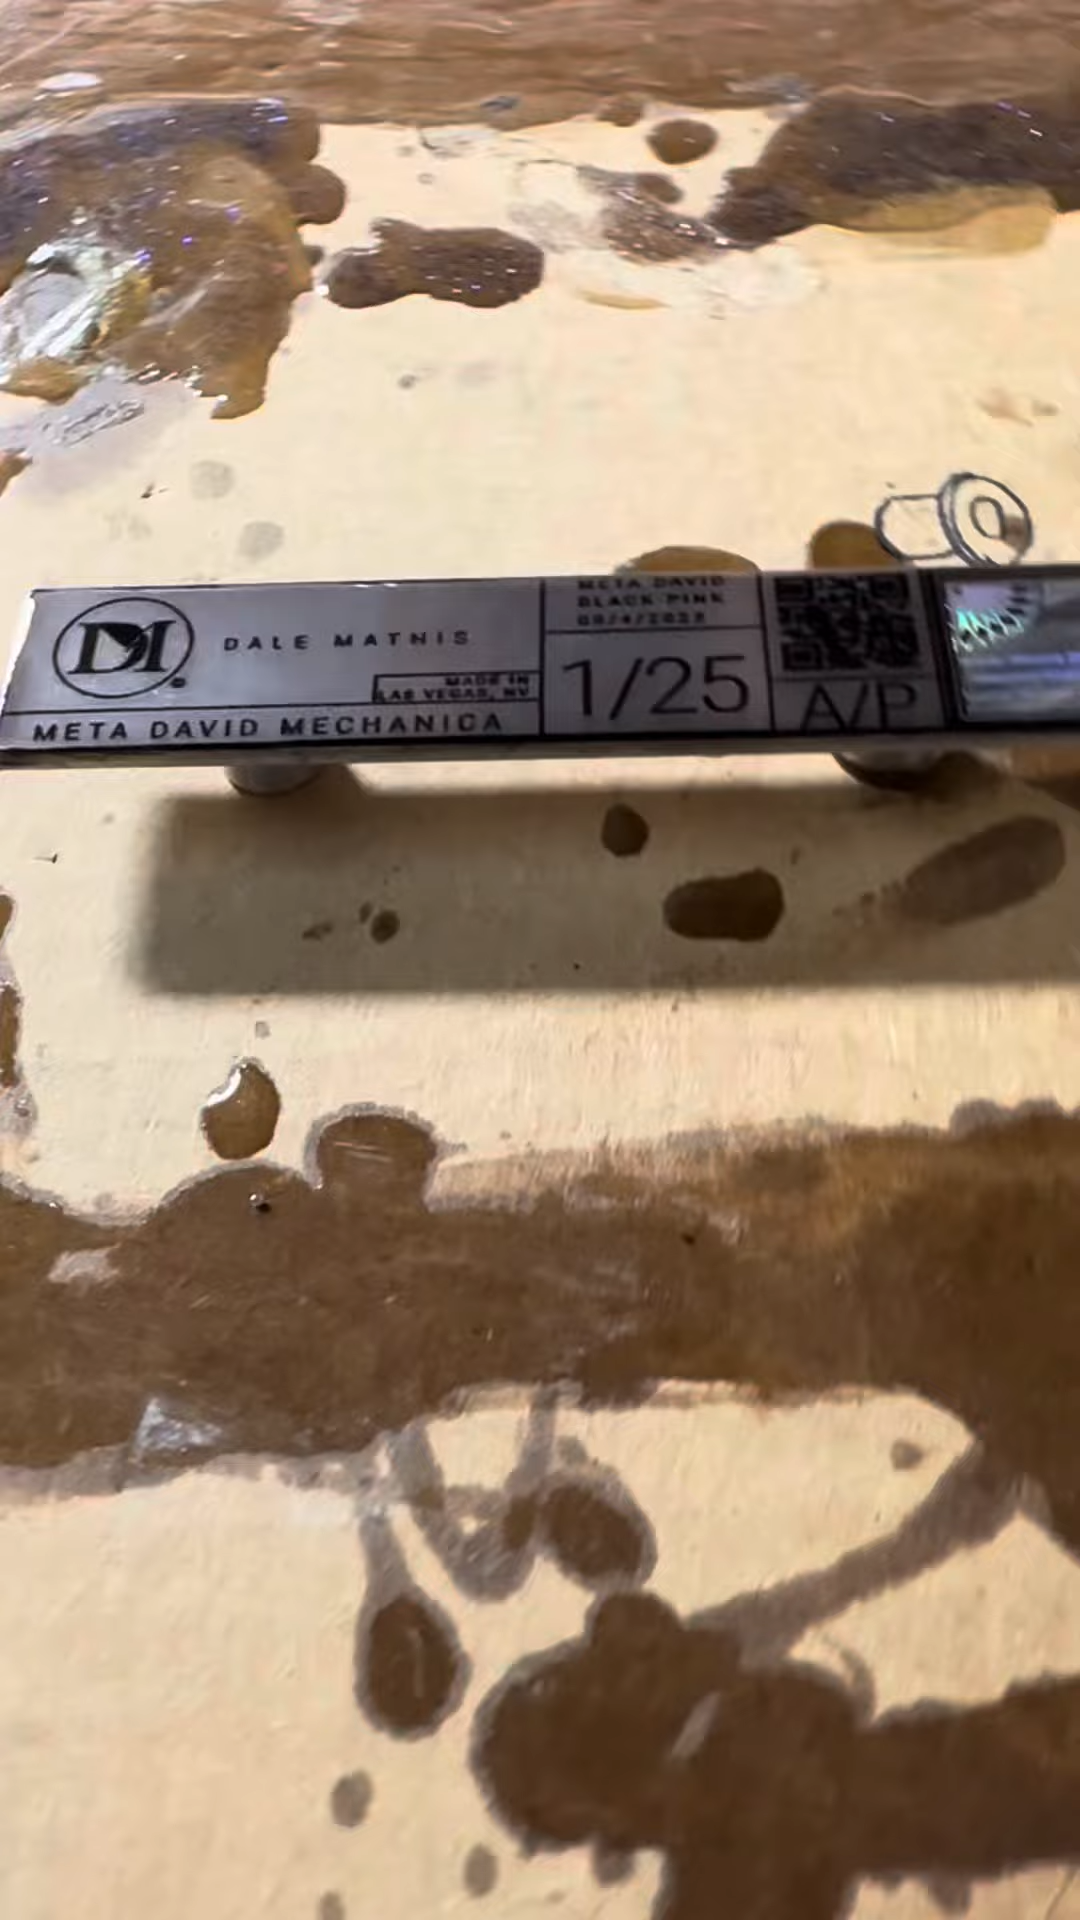 DM
DALE MATHIS
MADE IN
LAS VEGAS, NV
META DAVID MECHANICA
META DAVID
BLACK PINK
1/25
A/P